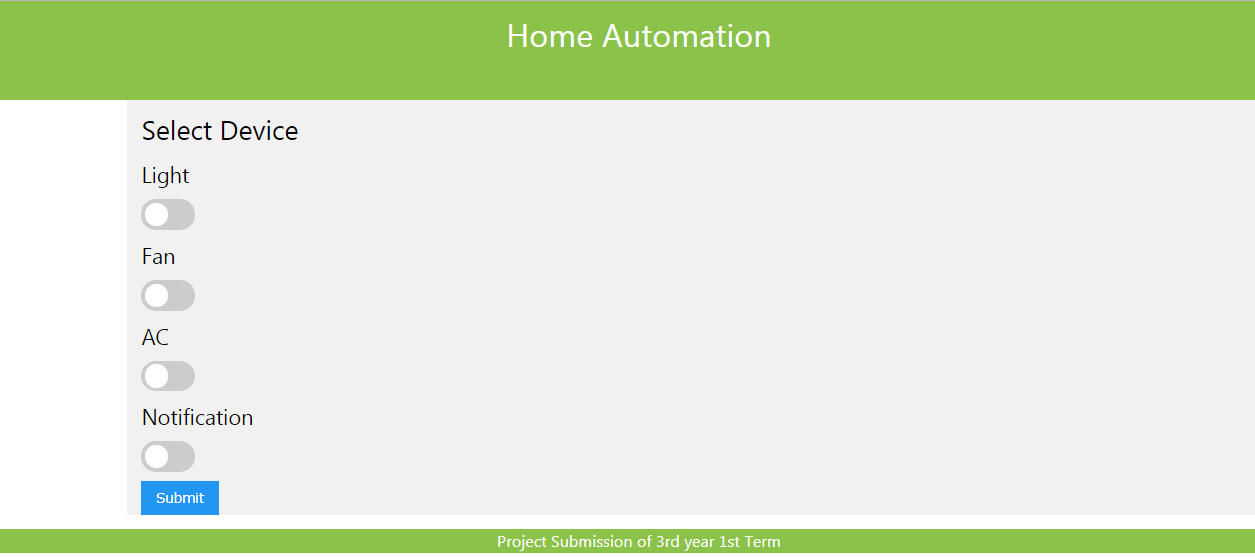 Home Automation
Select Device
Light
Fan
AC
Notification
Submit
Project Submission of 3rd year 1st Term